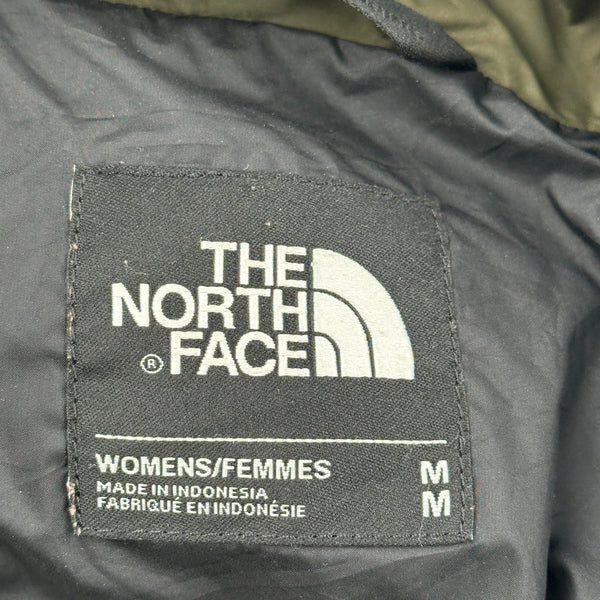 THE
NORTH
® FACE
WOMENS/FEMMES M
MADE IN INDONESIA M
FABRIQUÉ EN INDONÉSIE